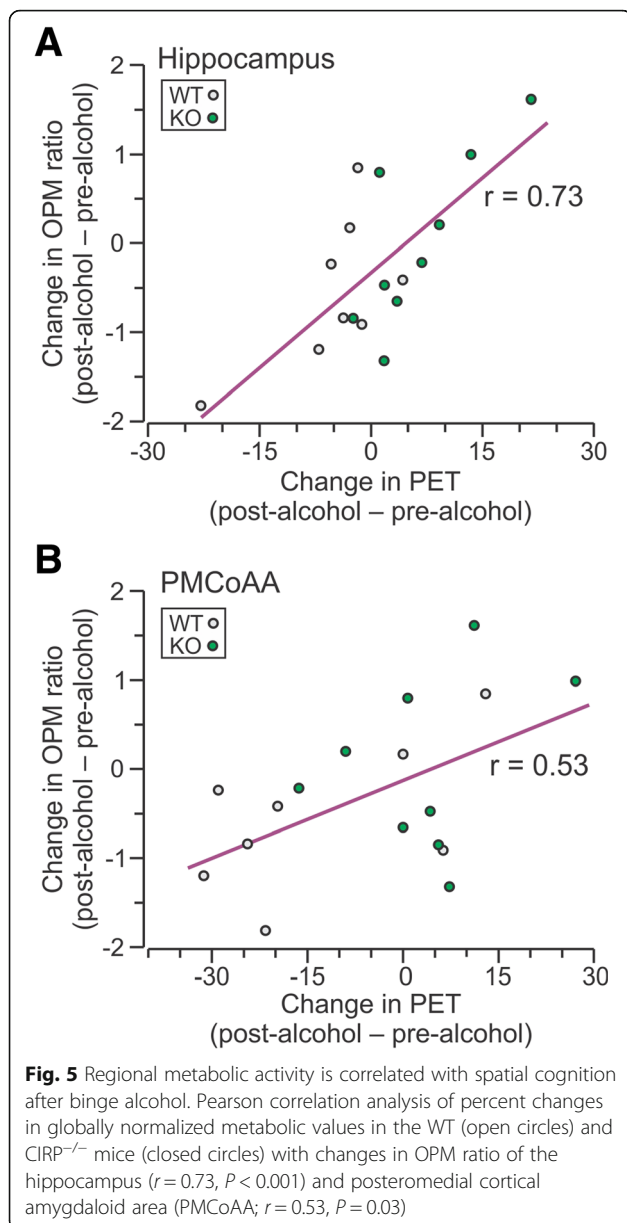 A
Hippocampus
WT
KO
2
1
0
-1
-2
Change in OPM ratio
(post-alcohol – pre-alcohol)
r = 0.73
-30
-15
0
15
30
Change in PET
(post-alcohol – pre-alcohol)
B
PMCoAA
WT
KO
2
1
0
-1
-2
Change in OPM ratio
(post-alcohol – pre-alcohol)
r = 0.53
-30
-15
0
15
30
Change in PET
(post-alcohol – pre-alcohol)
Fig. 5 Regional metabolic activity is correlated with spatial cognition
after binge alcohol. Pearson correlation analysis of percent changes
in globally normalized metabolic values in the WT (open circles) and
CIRP−/− mice (closed circles) with changes in OPM ratio of the
hippocampus (r = 0.73, P < 0.001) and posteromedial cortical
amygdaloid area (PMCoAA; r = 0.53, P = 0.03)